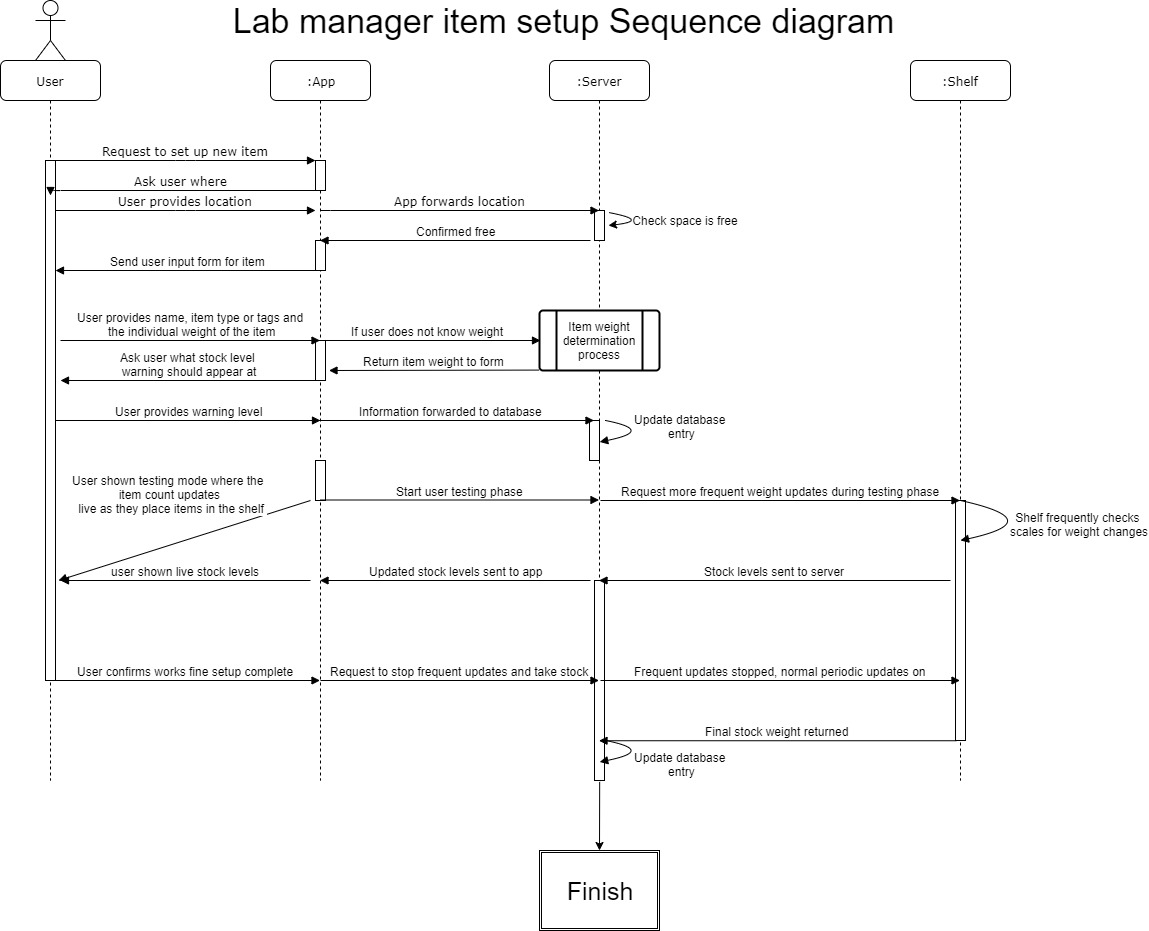 Lab manager item setup Sequence diagram
User
:App
:Server
:Shelf
Request to set up new item
Ask user where
User provides location
App forwards location
Check space is free
Confirmed free
Send user input form for item
User provides name, item type or tags and
the individual weight of the item
If user does not know weight
Item weight
determination
process
Ask user what stock level
warning should appear at
Return item weight to form
User provides warning level
Information forwarded to database
Update database
entry
User shown testing mode where the
item count updates
live as they place items in the shelf
Start user testing phase
Request more frequent weight updates during testing phase
Shelf frequently checks
scales for weight changes
user shown live stock levels
Updated stock levels sent to app
Stock levels sent to server
User confirms works fine setup complete
Request to stop frequent updates and take stock
Frequent updates stopped, normal periodic updates on
Final stock weight returned
Update database
entry
Finish